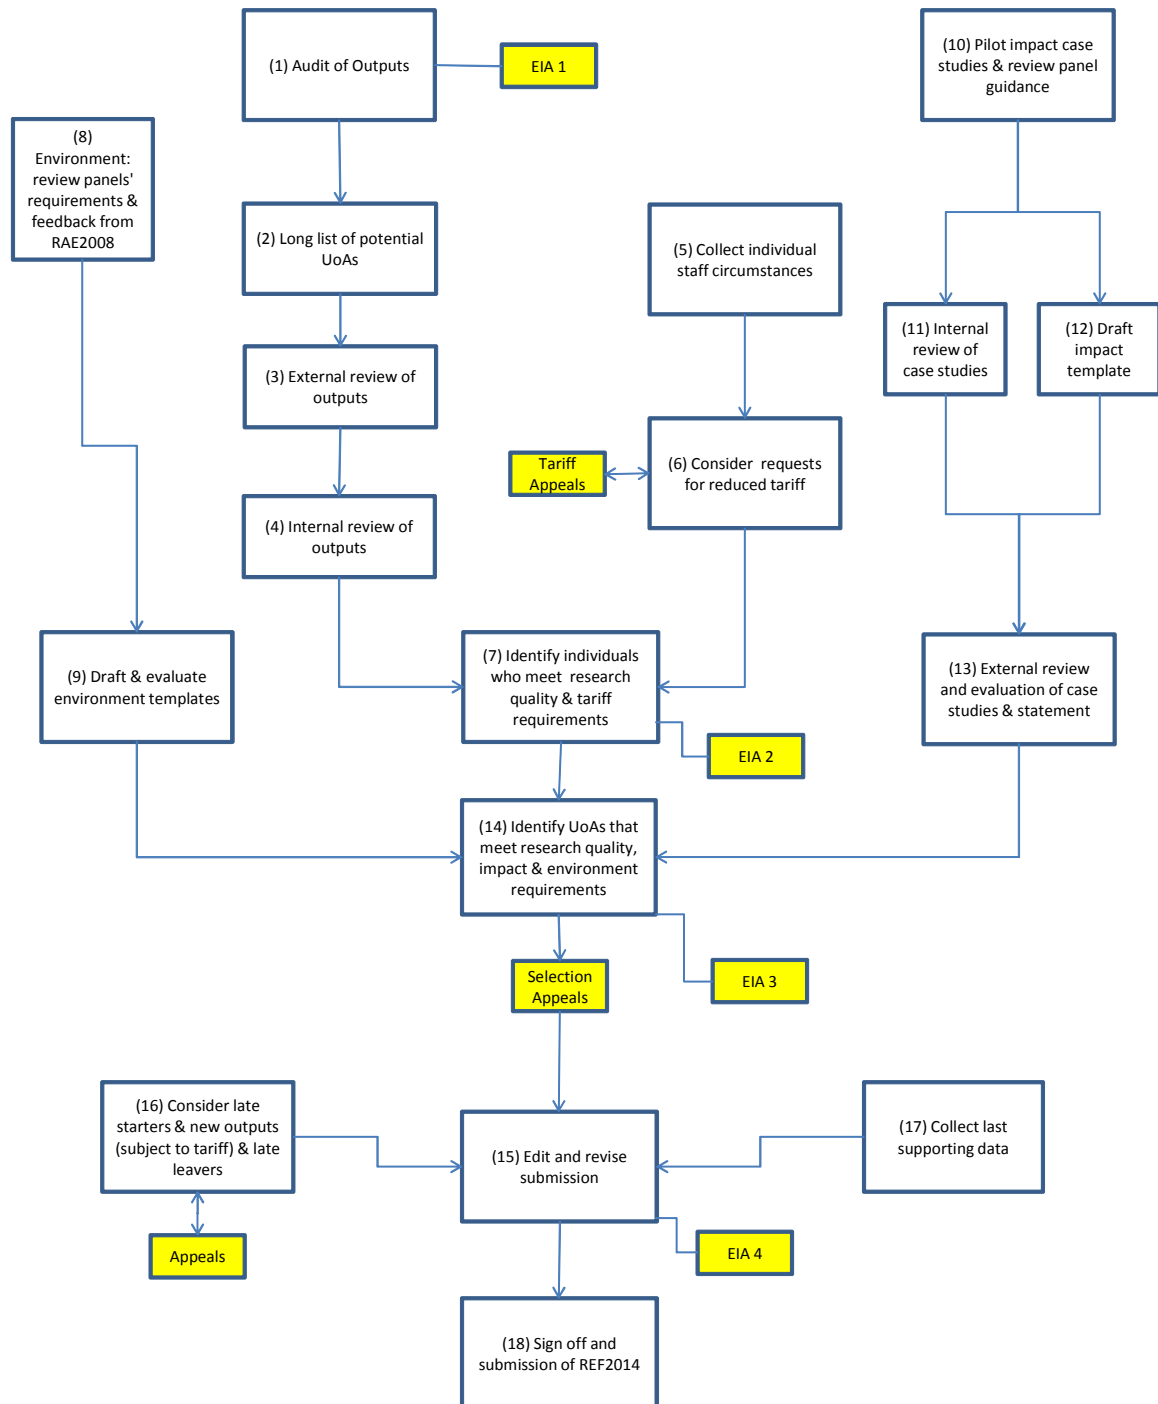 (1) Audit of Outputs
EIA 1
(10) Pilot impact case
studies & review panel
guidance
(8)
Environment:
review panels'
requirements &
feedback from
RAE2008
(2) Long list of potential
UoAs
(5) Collect individual
staff circumstances
(11) Internal
review of
case studies
(12) Draft
impact
template
(3) External review of
outputs
Tariff
Appeals
(6) Consider requests
for reduced tariff
(4) Internal review of
outputs
(9) Draft & evaluate
environment templates
(7) Identify individuals
who meet research
quality & tariff
requirements
(13) External review
and evaluation of case
studies & statement
EIA 2
(14) Identify UoAs that
meet research quality,
impact & environment
requirements
Selection
Appeals
EIA 3
(16) Consider late
starters & new outputs
(subject to tariff) & late
leavers
(15) Edit and revise
submission
(17) Collect last
supporting data
Appeals
EIA 4
(18) Sign off and
submission of REF2014